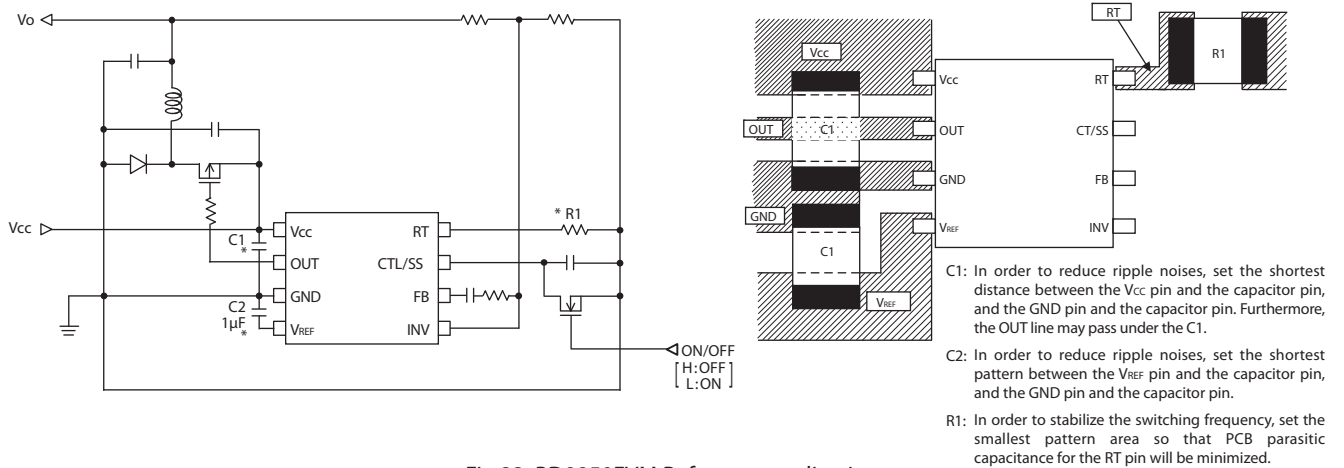 Vo
Vcc
C1
*
C2
1µF
*
Vcc
OUT
GND
VREF
RT
CTL/SS
FB
INV
* R1
ON/OFF
[ H:OFF ]
L:ON
Vcc
OUT
C1
GND
C1
VREF
Vcc
OUT
GND
VREF
RT
CT/SS
FB
INV
RT
R1
C1: In order to reduce ripple noises, set the shortest
distance between the Vcc pin and the capacitor pin,
and the GND pin and the capacitor pin. Furthermore,
the OUT line may pass under the C1.
C2: In order to reduce ripple noises, set the shortest
pattern between the VREF pin and the capacitor pin,
and the GND pin and the capacitor pin.
R1: In order to stabilize the switching frequency, set the
smallest pattern area so that PCB parasitic
capacitance for the RT pin will be minimized.